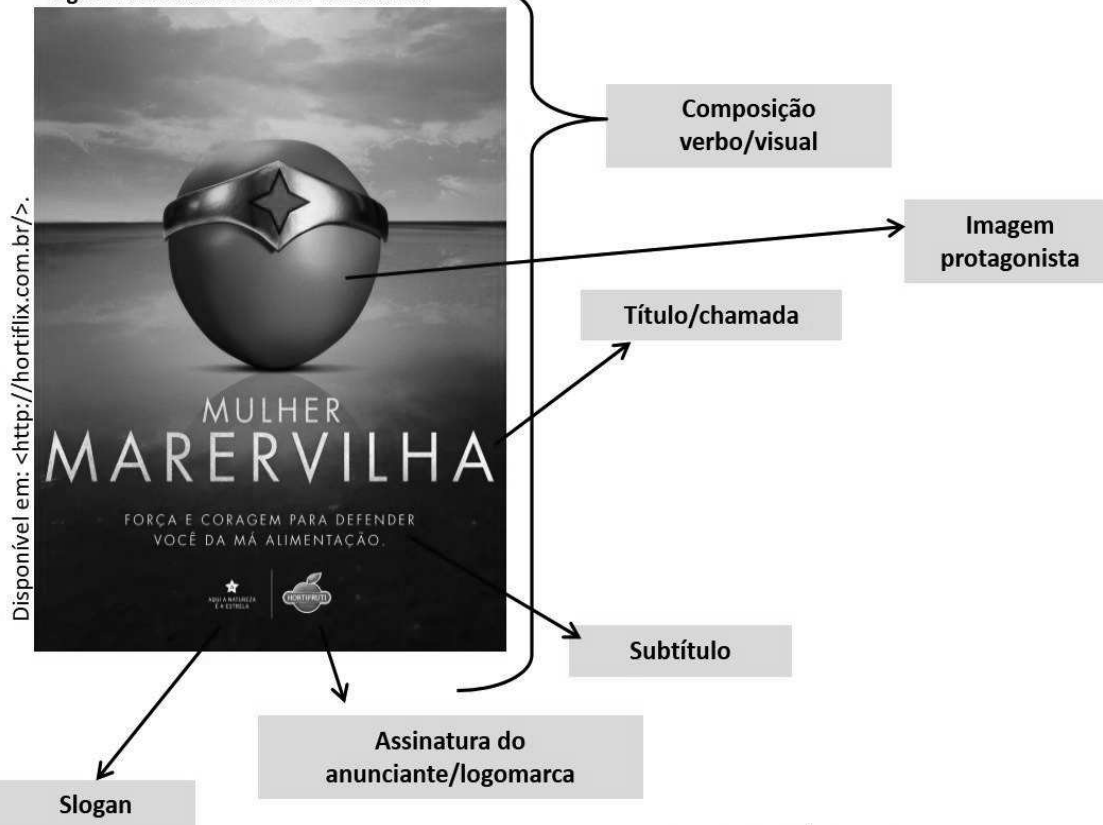 Composição
verbo/visual
Disponível em: <http://hortiflix.com.br/>.
Imagem
protagonista
Título/chamada
MULHER
MARERVILHA
FORÇA E CORAGEM PARA DEFENDER
VOCÊ DA MÁ ALIMENTAÇÃO.
AQUI A NATUREZA
É A ESTRELA
HORTIFRUTI
Subtítulo
Assinatura do
anunciante/logomarca
Slogan